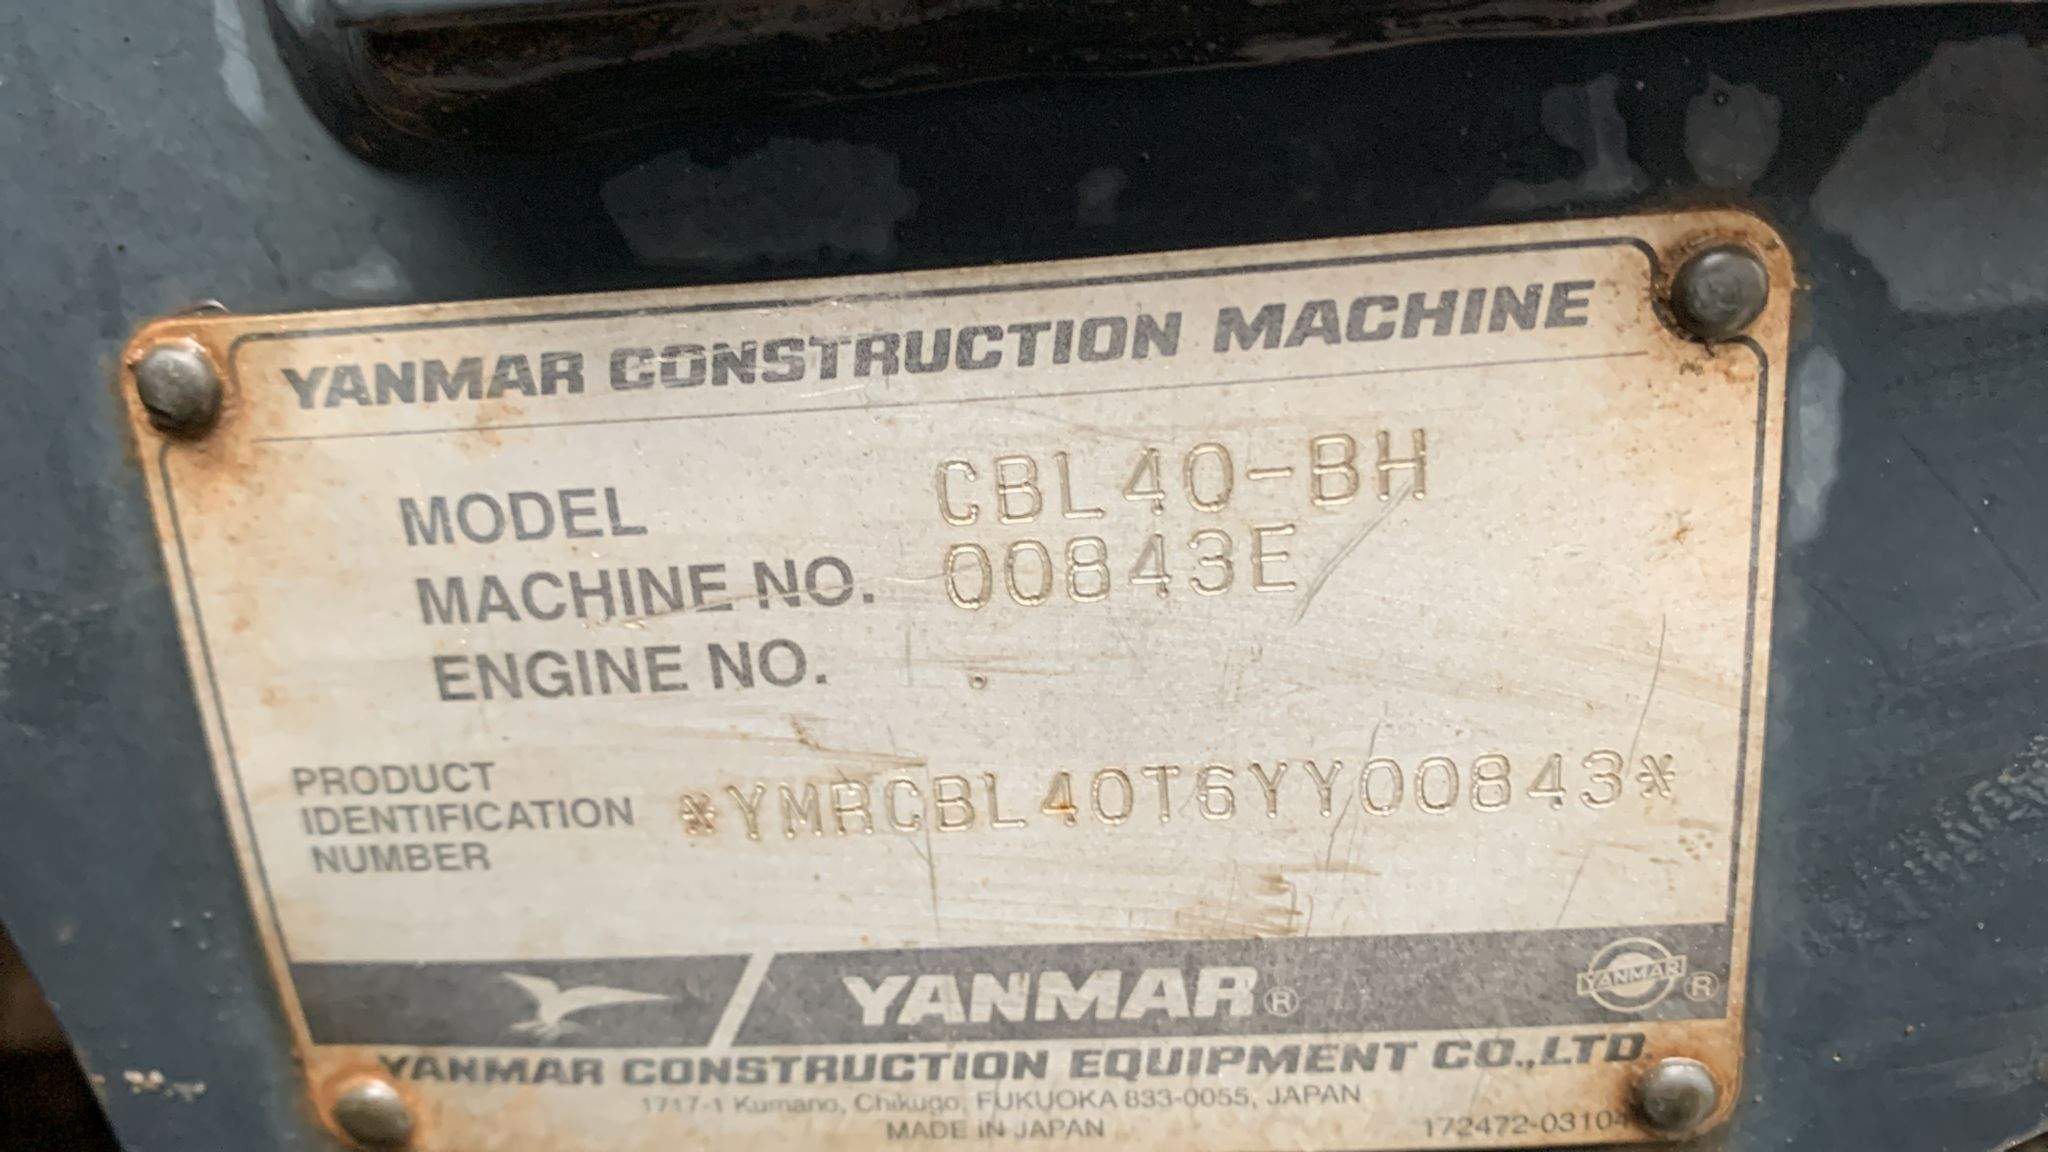 YANMAR CONSTRUCTION MACHINE
MODEL CBL40-BH
MACHINE NO. 00843E
ENGINE NO.
PRODUCT
IDENTIFICATION
NUMBER
*YMRCBL40T6YY00843*
YANMAR®
YANMAR ®
YANMAR CONSTRUCTION EQUIPMENT CO.,LTD.
1717-1 Kumano, Chikugo, FUKUOKA 833-0055, JAPAN
MADE IN JAPAN
172472-03104